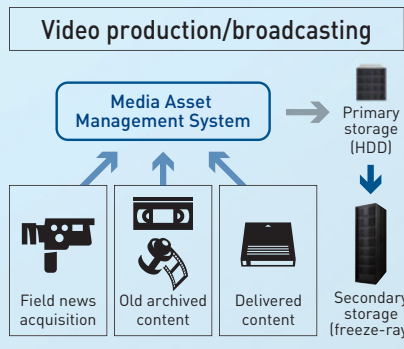 Video production/broadcasting
Media Asset
Management System
Primary
storage
(HDD)
Field news
acquisition
Old archived
content
Delivered
content
Secondary
storage
(freeze-ray